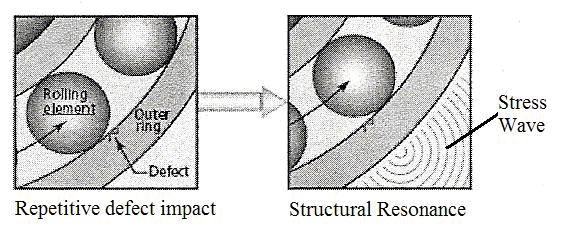 Rolling
element
Outer
ring
Defect
Stress
Wave
Repetitive defect impact
Structural Resonance